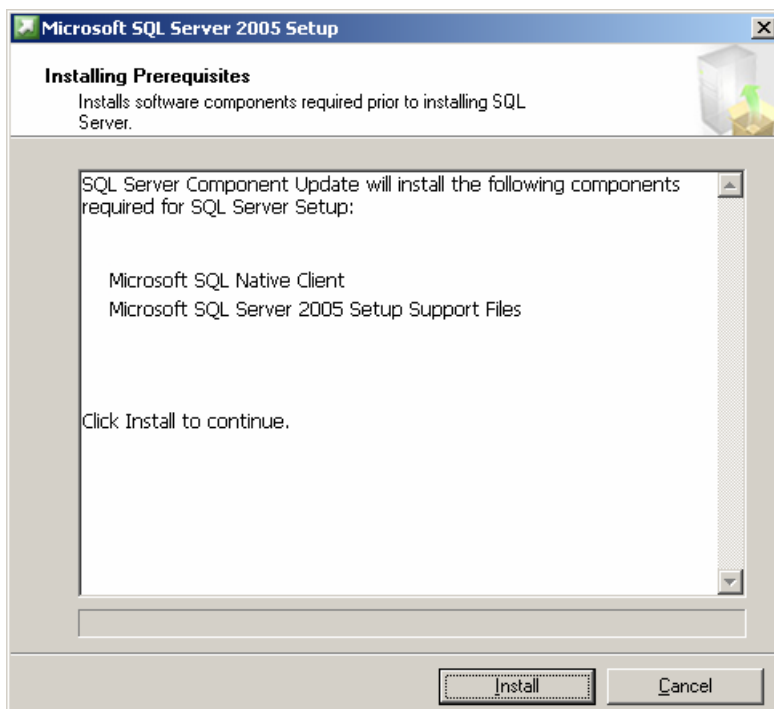 Microsoft SQL Server 2005 Setup
Installing Prerequisites
Installs software components required prior to installing SQL
Server.
SQL Server Component Update will install the following components
required for SQL Server Setup:
Microsoft SQL Native Client
Microsoft SQL Server 2005 Setup Support Files
Click Install to continue.
Install
Cancel